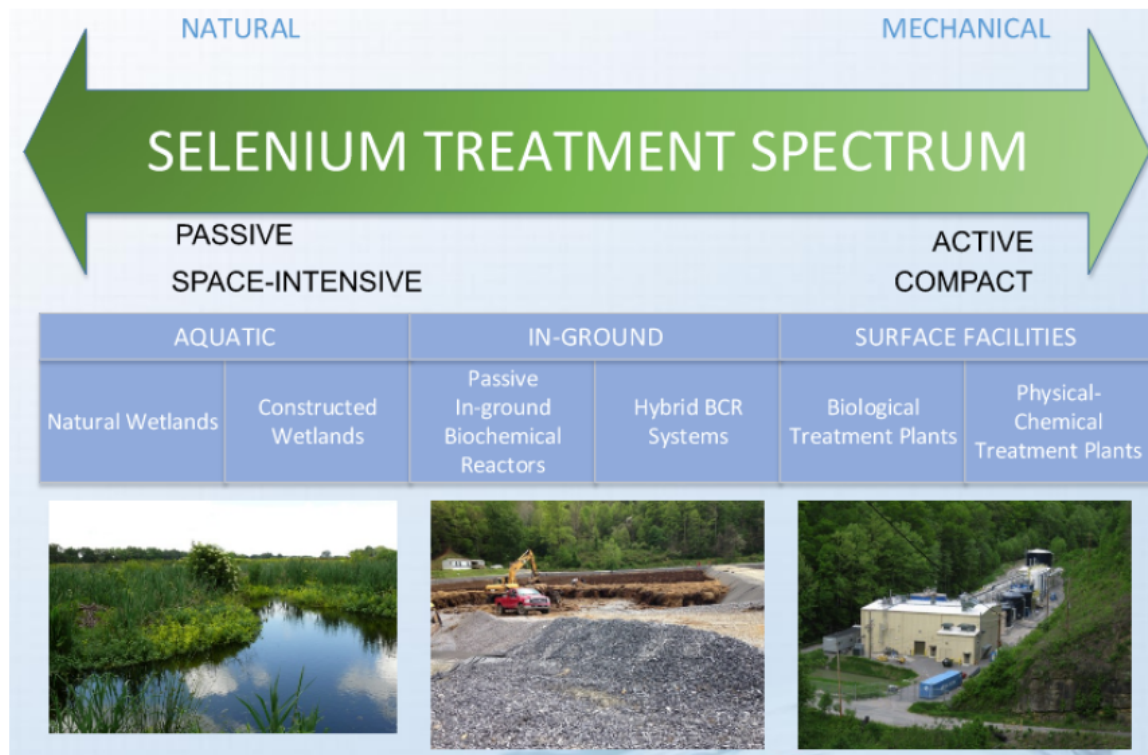 NATURAL
MECHANICAL
SELENIUM TREATMENT SPECTRUM
PASSIVE
SPACE-INTENSIVE
ACTIVE
COMPACT
AQUATIC
IN-GROUND
SURFACE FACILITIES
Natural Wetlands
Constructed
Wetlands
Passive
In-ground
Biochemical
Reactors
Hybrid BCR
Systems
Biological
Treatment Plants
Physical-
Chemical
Treatment Plants